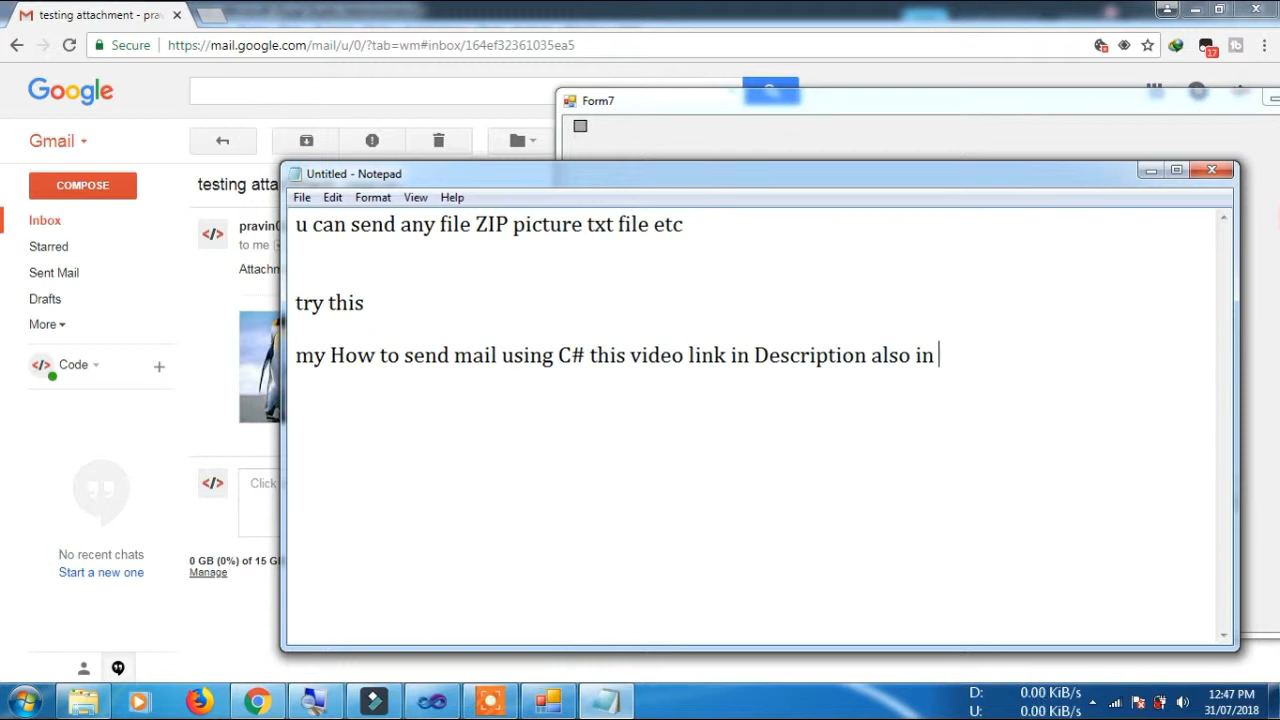 testing attachment - pra
Secure
https://mail.google.com/mail/u/0/?tab=wm#inbox/164ef32361035ea5
17
Google
Form7
Gmail
Untitled - Notepad
COMPOSE
testing atta
File Edit Format View Help
Inbox
Starred
Sent Mail
Drafts
More
Code
to me
Attachm
u can send any file ZIP picture txt file etc
try this
my How to send mail using C# this video link in Description also in
Click
No recent chats
Start a new one
0 GB (0%) of 15 G
Manage
D: 0.00 KiB/s
U: 0.00 KiB/s
12:47 PM
31/07/2018